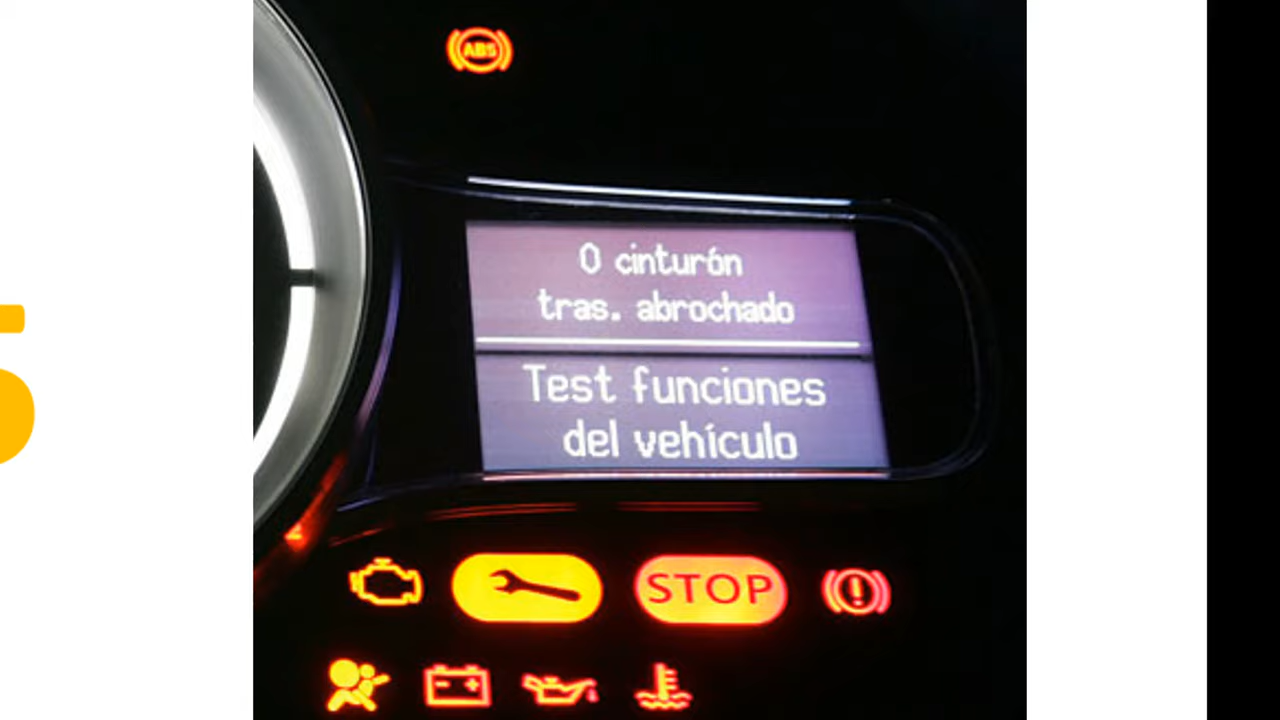 ABS
0 cinturón
tras. abrochado
Test funciones
del vehículo
STOP